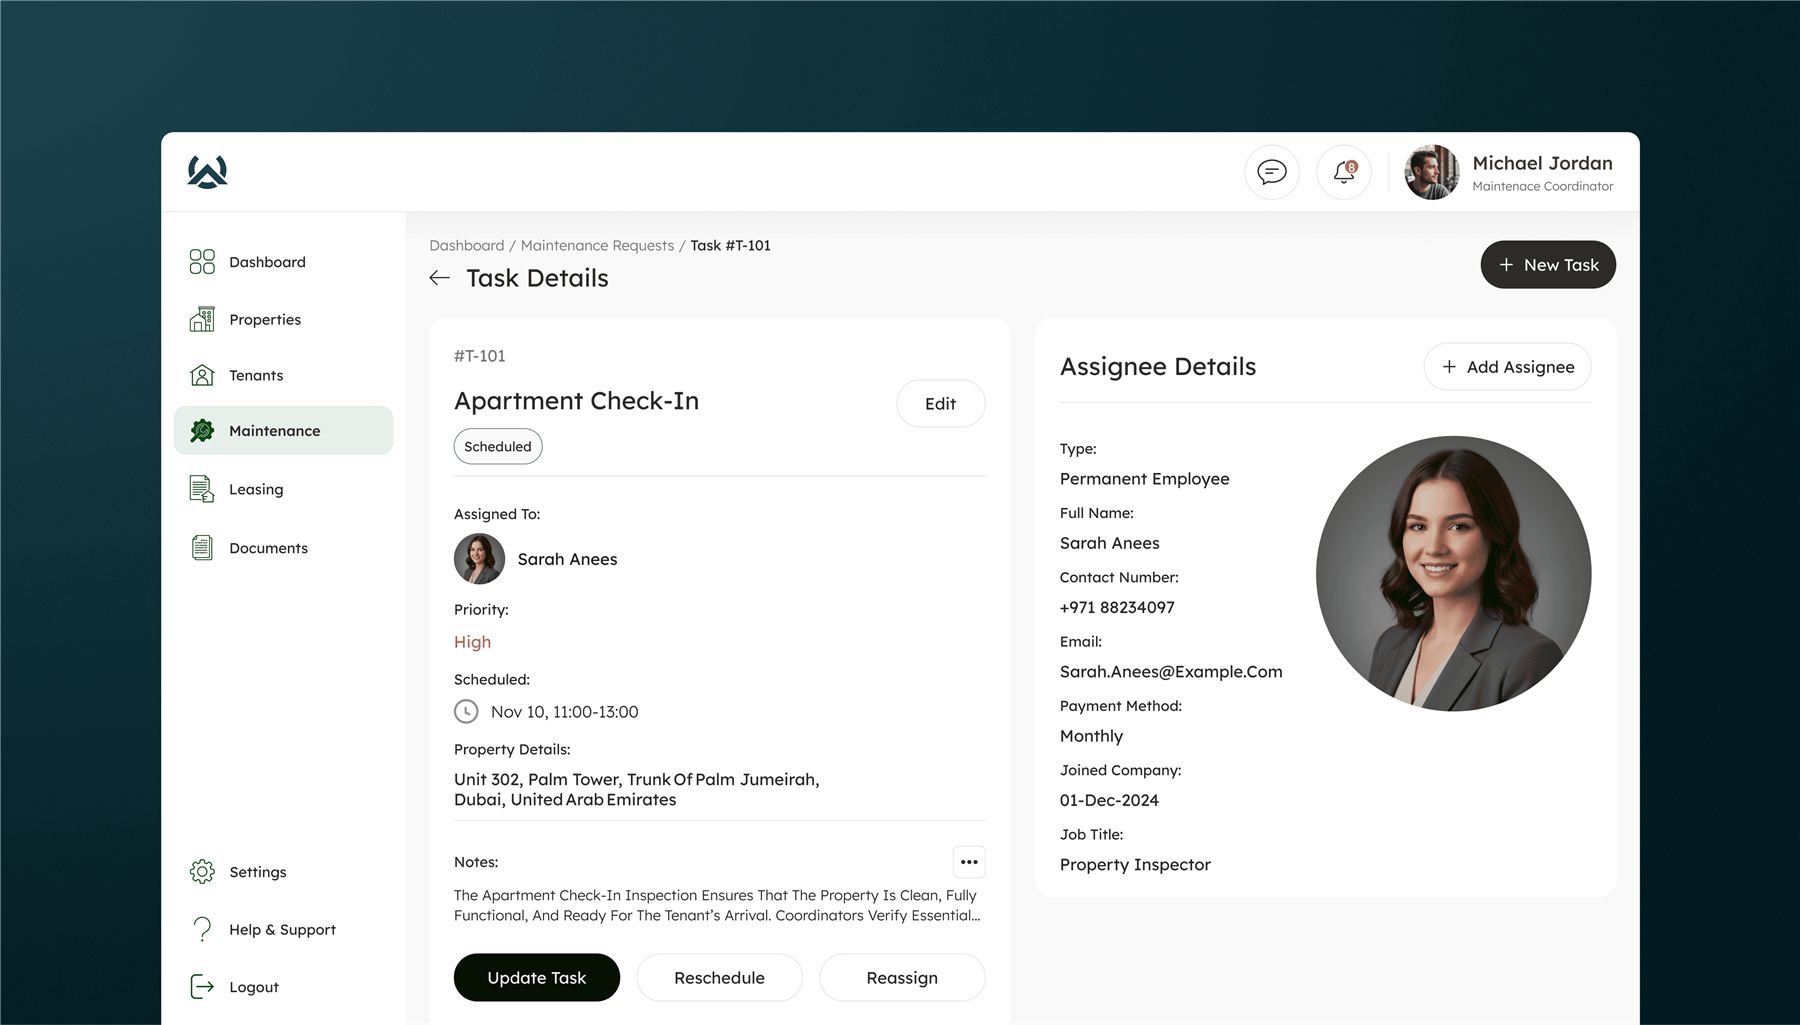 8
Michael Jordan
Maintenace Coordinator
Dashboard
Properties
Tenants
Maintenance
Leasing
Documents
Settings
Help & Support
Logout
Dashboard / Maintenance Requests / Task #T-101
Task Details
+ New Task
#T-101
Apartment Check-In
Edit
Scheduled
Assigned To:
Sarah Anees
Priority:
High
Scheduled:
Nov 10, 11:00-13:00
Property Details:
Unit 302, Palm Tower, Trunk Of Palm Jumeirah,
Dubai, United Arab Emirates
Notes:
The Apartment Check-In Inspection Ensures That The Property Is Clean, Fully
Functional, And Ready For The Tenant’s Arrival. Coordinators Verify Essential...
Update Task
Reschedule
Reassign
Assignee Details
+ Add Assignee
Type:
Permanent Employee
Full Name:
Sarah Anees
Contact Number:
+971 88234097
Email:
Sarah.Anees@Example.Com
Payment Method:
Monthly
Joined Company:
01-Dec-2024
Job Title:
Property Inspector